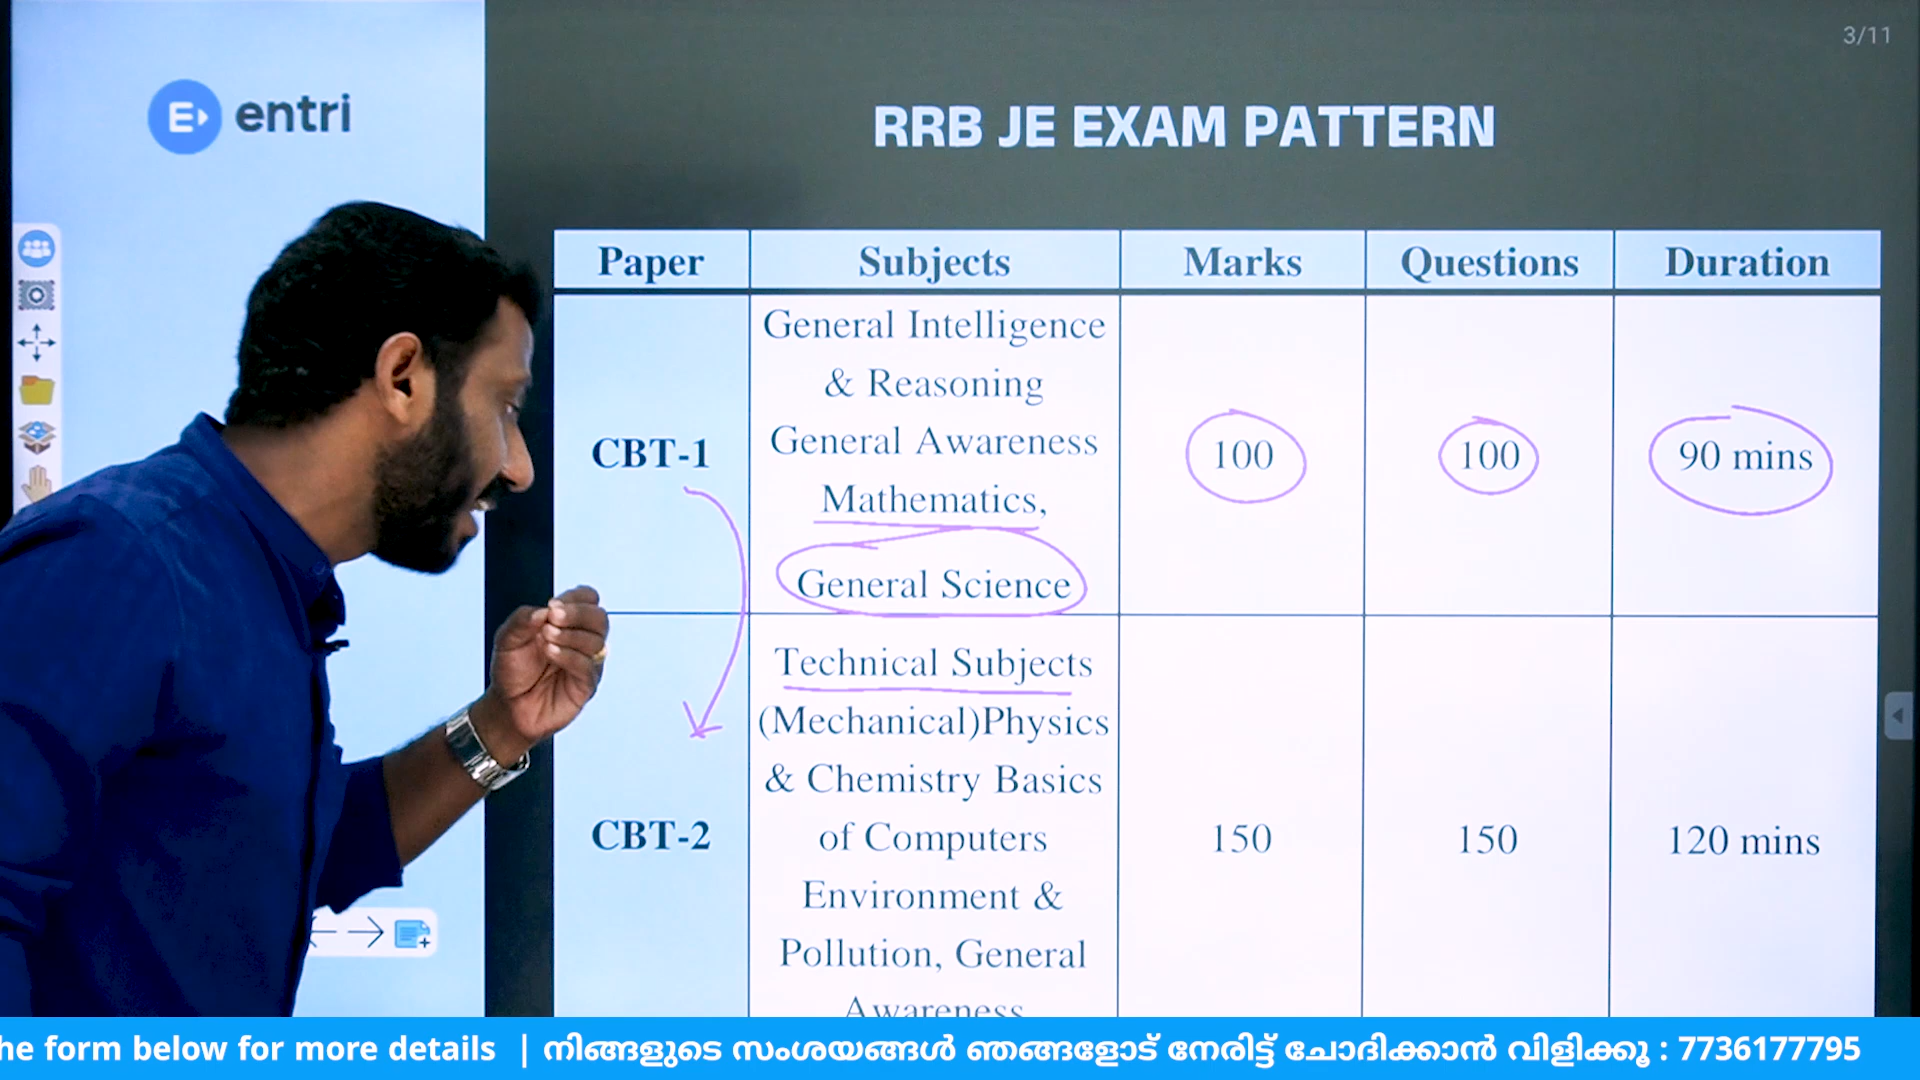 3/11
entri
RRB JE EXAM PATTERN
Paper
Subjects
Marks
Questions
Duration
CBT-1
General Intelligence
& Reasoning
General Awareness
Mathematics,
General Science
100
100
90 mins
CBT-2
Technical Subjects
(Mechanical)Physics
& Chemistry Basics
of Computers
Environment &
Pollution, General
Awareness
150
150
120 mins
he form below for more details | നിങ്ങളുടെ സംശയങ്ങൾ ഞങ്ങളോട് നേരിട്ട് ചോദിക്കാൻ വിളിക്കൂ : 7736177795